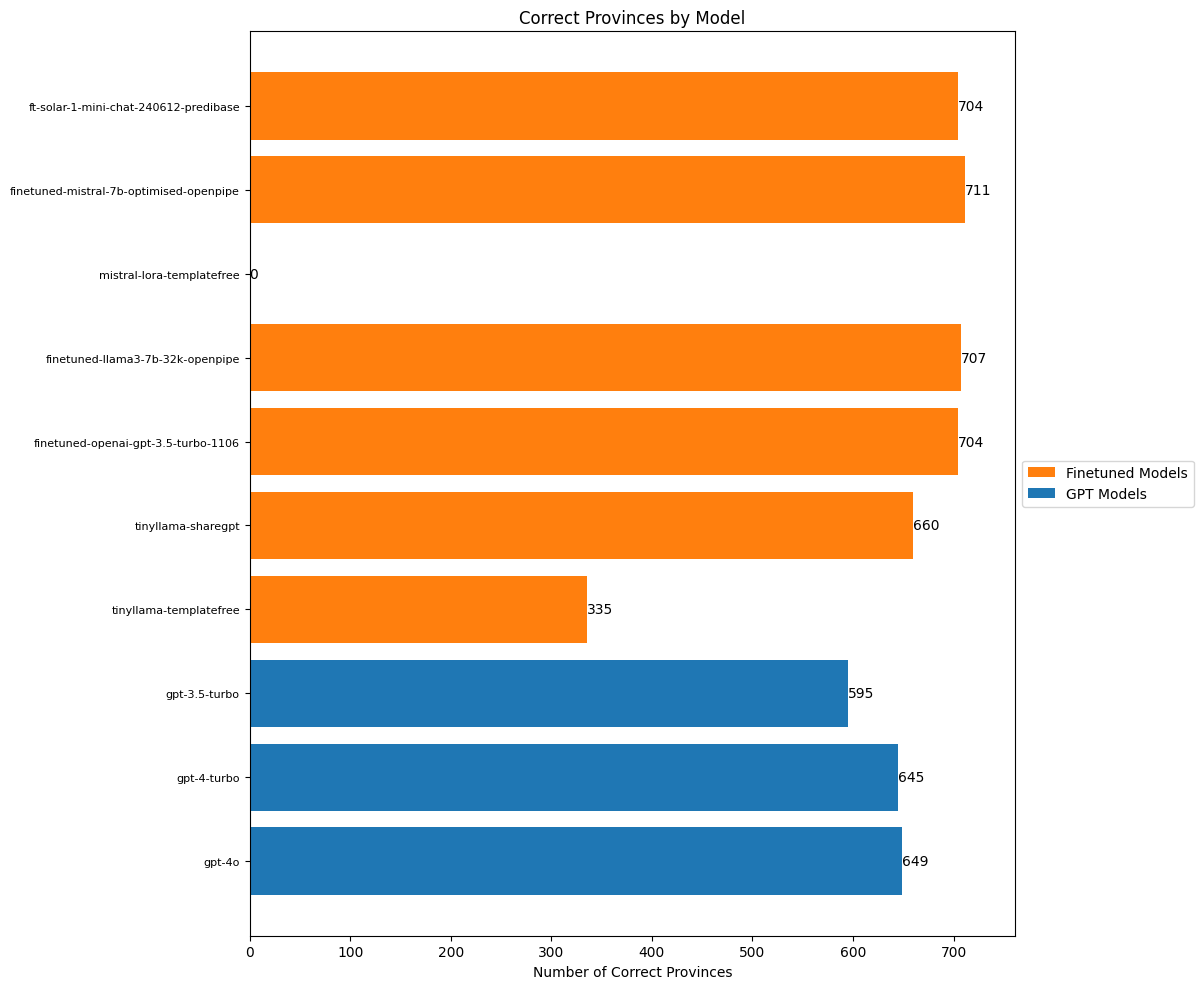 Correct Provinces by Model
ft-solar-1-mini-chat-240612-predibase
704
finetuned-mistral-7b-optimised-openpipe
711
mistral-lora-templatefree
0
finetuned-llama3-7b-32k-openpipe
707
finetuned-openai-gpt-3.5-turbo-1106
704
tinyllama-sharegpt
660
tinyllama-templatefree
335
gpt-3.5-turbo
595
gpt-4-turbo
645
gpt-4o
649
0 100 200 300 400 500 600 700
Number of Correct Provinces
Finetuned Models
GPT Models